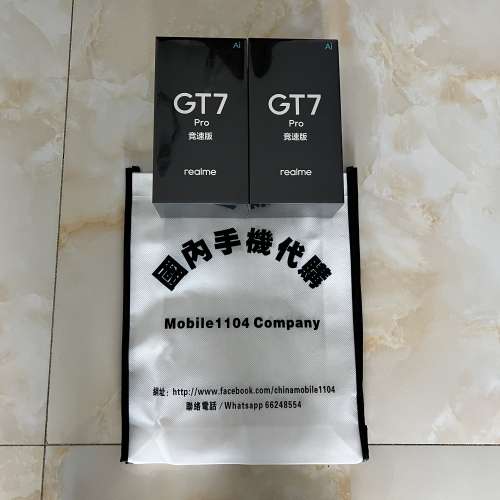 Ai
GT7
Pro
竞速版
realme
Ai
GT7
Pro
竞速版
realme
國內手機代購
Mobile1104 Company
網址：http://www.facebook.com/chinamobile1104
聯絡電話 / Whatsapp 66248554